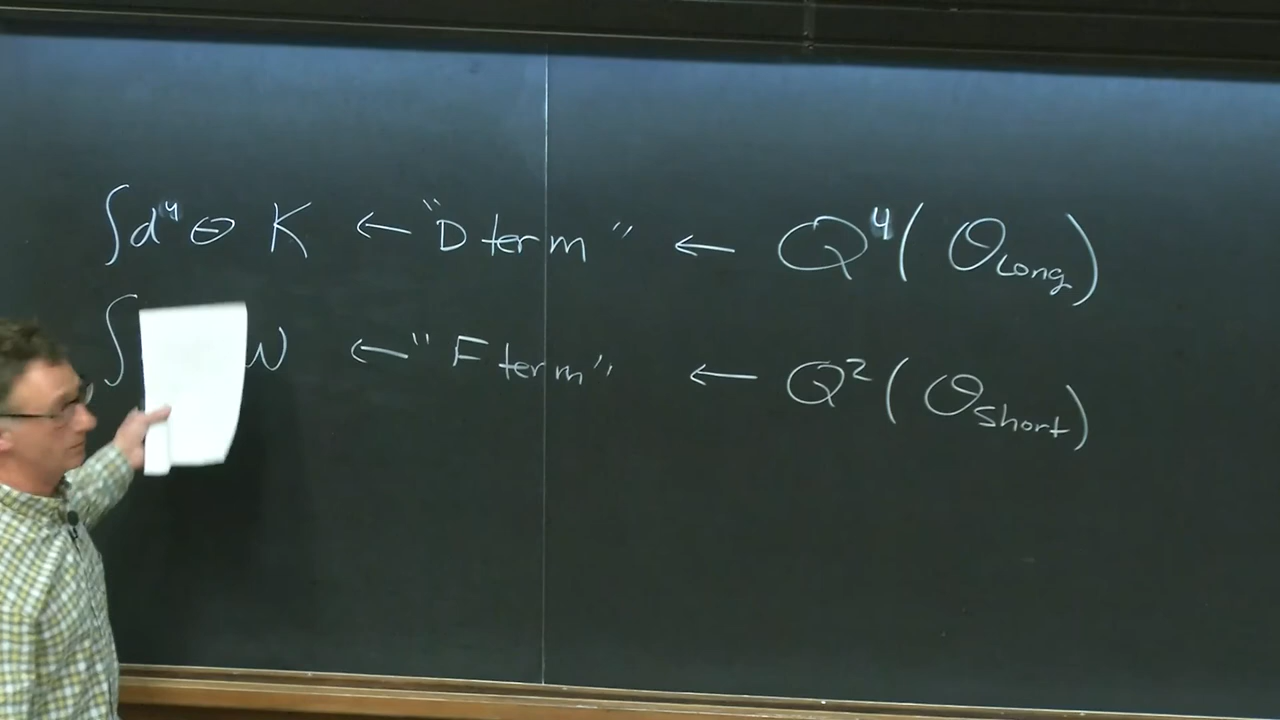 ∫d⁴θ K ← "D term" ← Q⁴(O_Long)
∫ W ← "F term" ← Q²(O_short)